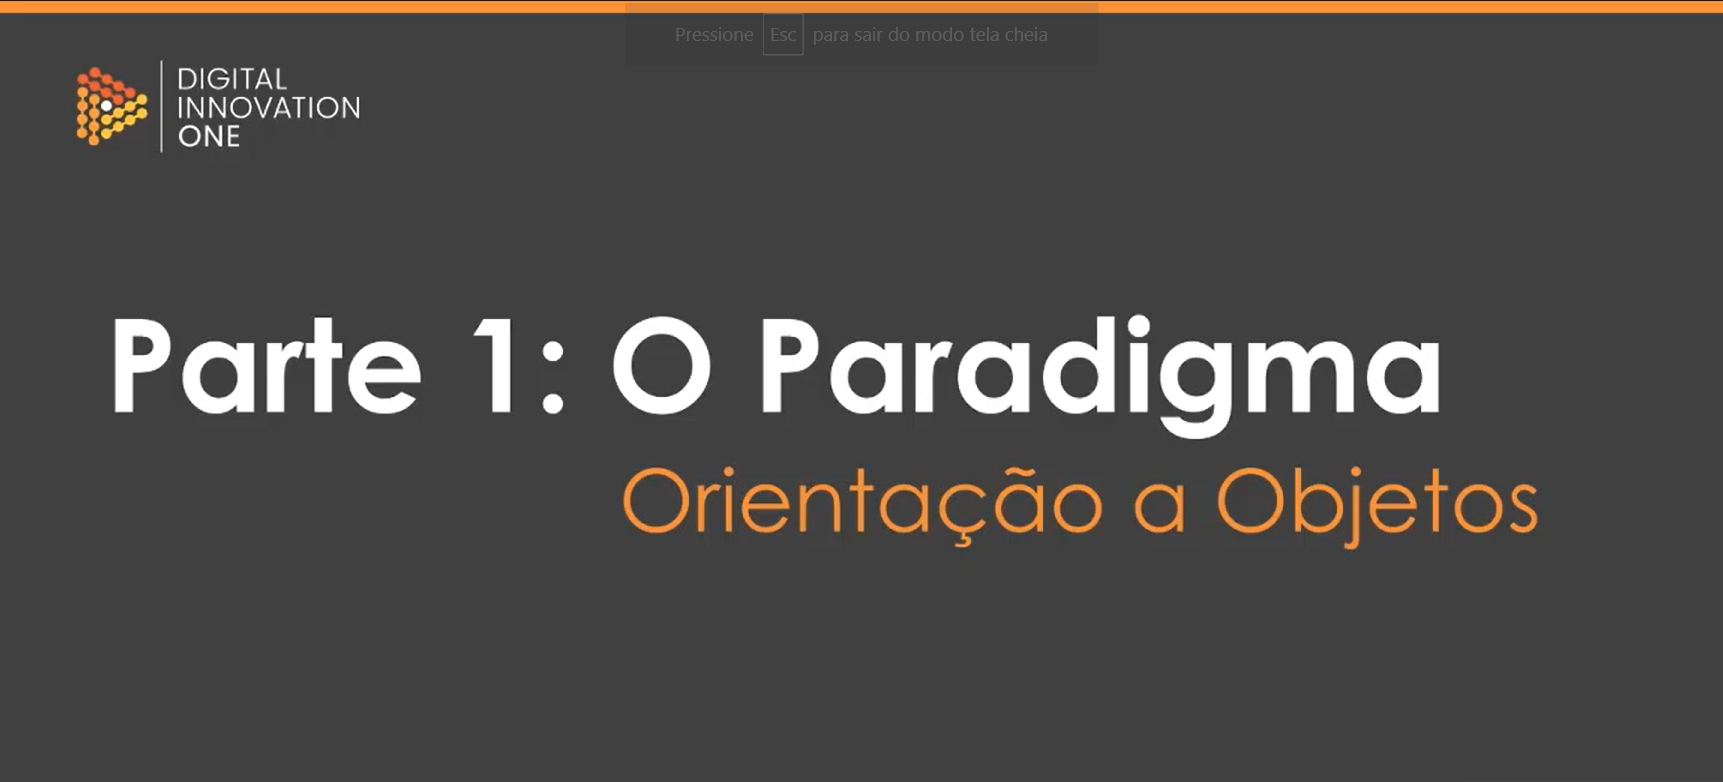 Pressione Esc para sair do modo tela cheia
DIGITAL
INNOVATION
ONE
Parte 1: O Paradigma
Orientação a Objetos